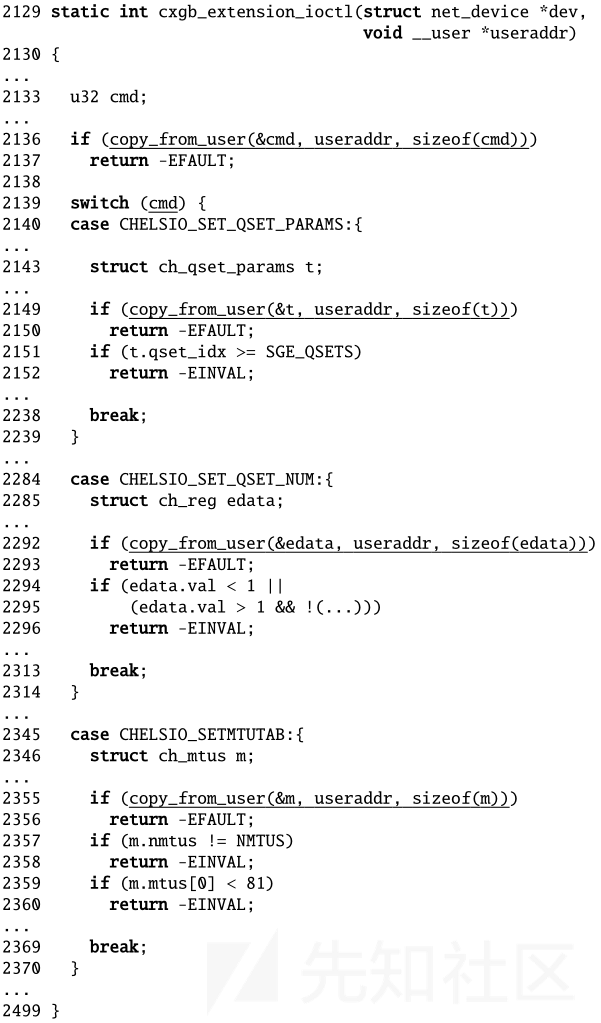 2129 static int cxgb_extension_ioctl(struct net_device *dev,
void __user *useraddr)
2130 {
...
2133 u32 cmd;
...
2136 if (copy_from_user(&cmd, useraddr, sizeof(cmd)))
2137 return -EFAULT;
2138
2139 switch (cmd) {
2140 case CHELSIO_SET_QSET_PARAMS:{
...
2143 struct ch_qset_params t;
...
2149 if (copy_from_user(&t, useraddr, sizeof(t)))
2150 return -EFAULT;
2151 if (t.qset_idx >= SGE_QSETS)
2152 return -EINVAL;
...
2238 break;
2239 }
...
2284 case CHELSIO_SET_QSET_NUM:{
2285 struct ch_reg edata;
...
2292 if (copy_from_user(&edata, useraddr, sizeof(edata)))
2293 return -EFAULT;
2294 if (edata.val < 1 ||
2295 (edata.val > 1 && !(...)))
2296 return -EINVAL;
...
2313 break;
2314 }
...
2345 case CHELSIO_SETMTUTAB:{
2346 struct ch_mtus m;
...
2355 if (copy_from_user(&m, useraddr, sizeof(m)))
2356 return -EFAULT;
2357 if (m.nmtus != NMTUS)
2358 return -EINVAL;
2359 if (m.mtus[0] < 81)
2360 return -EINVAL;
...
2369 break;
2370 }
...
2499 }
先知社区